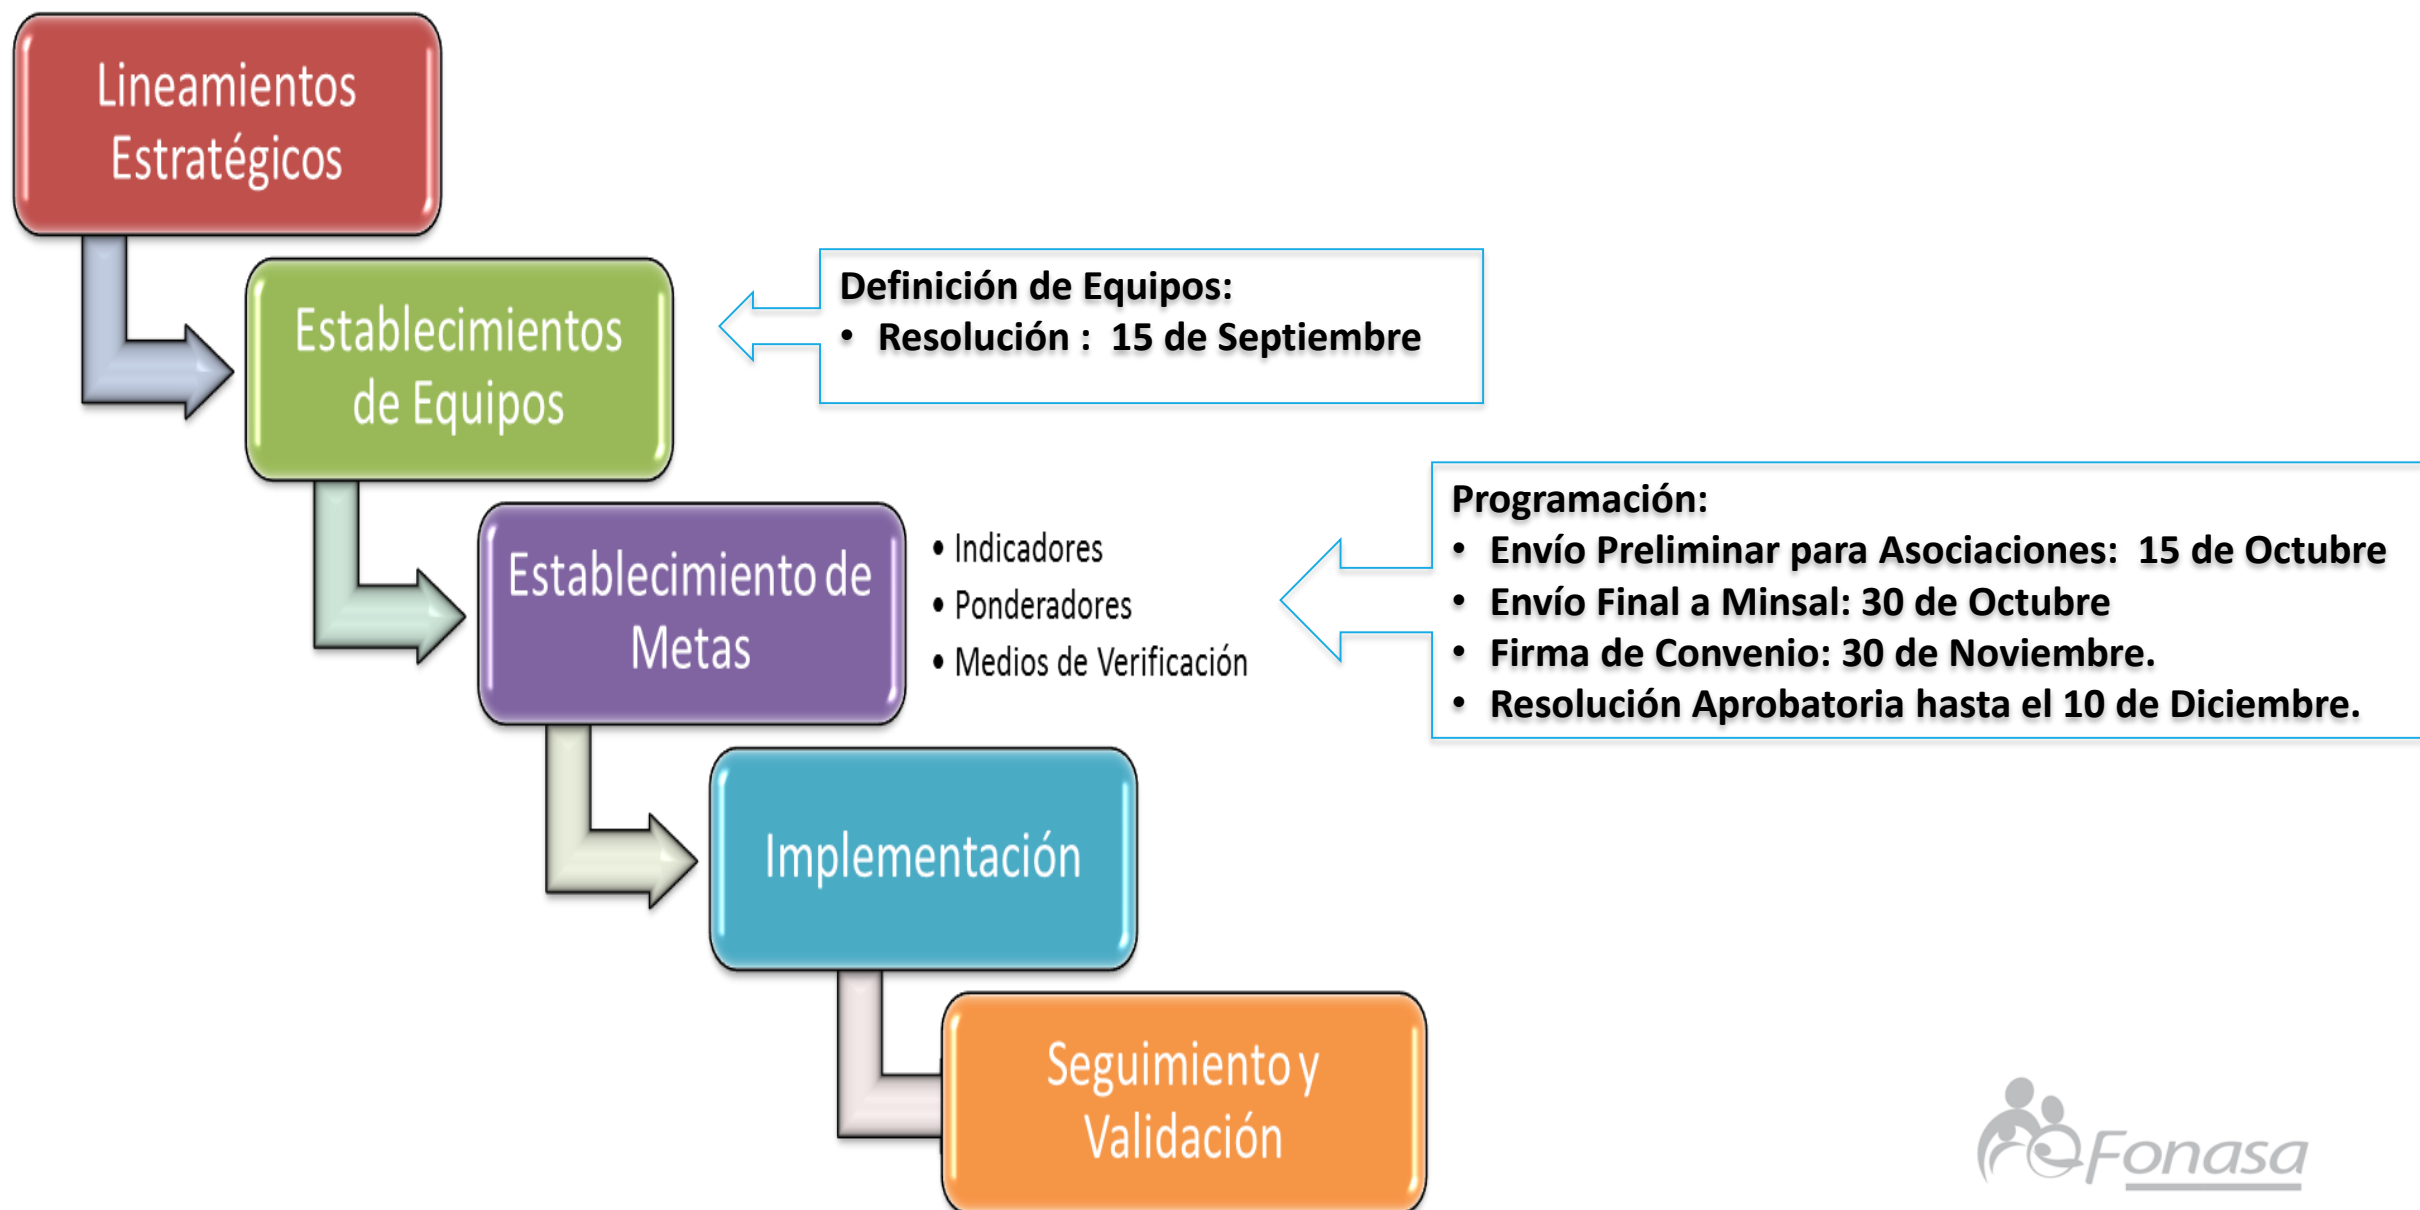 Lineamientos
Estratégicos
Establecimientos
de Equipos
Definición de Equipos:
• Resolución :  15 de Septiembre
Establecimiento de
Metas
• Indicadores
• Ponderadores
• Medios de Verificación
Programación:
• Envío Preliminar para Asociaciones:  15 de Octubre
• Envío Final a Minsal: 30 de Octubre
• Firma de Convenio: 30 de Noviembre.
• Resolución Aprobatoria hasta el 10 de Diciembre.
Implementación
Seguimiento y
Validación
Fonasa